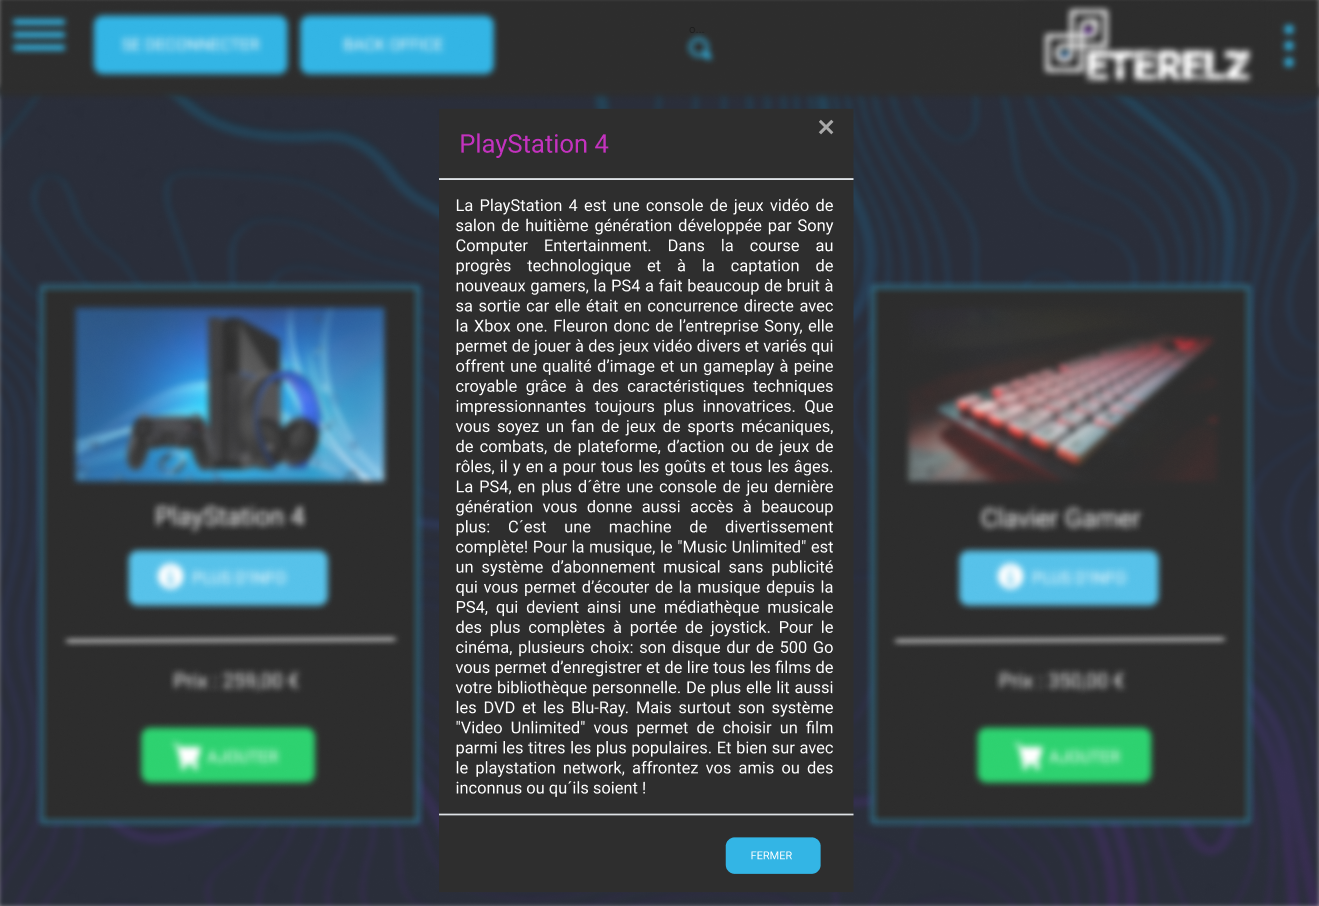 SE DECONNECTER
BACK OFFICE
ETERELZ
PlayStation 4
La PlayStation 4 est une console de jeux vidéo de
salon de huitième génération développée par Sony
Computer Entertainment. Dans la course au
progrès technologique et à la captation de
nouveaux gamers, la PS4 a fait beaucoup de bruit à
sa sortie car elle était en concurrence directe avec
la Xbox one. Fleuron donc de l’entreprise Sony, elle
permet de jouer à des jeux vidéo divers et variés qui
offrent une qualité d’image et un gameplay à peine
croyable grâce à des caractéristiques techniques
impressionnantes toujours plus innovatrices. Que
vous soyez un fan de jeux de sports mécaniques,
de combats, de plateforme, d’action ou de jeux de
rôles, il y en a pour tous les goûts et tous les âges.
La PS4, en plus d´être une console de jeu dernière
génération vous donne aussi accès à beaucoup
plus: C´est une machine de divertissement
complète! Pour la musique, le "Music Unlimited" est
un système d’abonnement musical sans publicité
qui vous permet d’écouter de la musique depuis la
PS4, qui devient ainsi une médiathèque musicale
des plus complètes à portée de joystick. Pour le
cinéma, plusieurs choix: son disque dur de 500 Go
vous permet d’enregistrer et de lire tous les films de
votre bibliothèque personnelle. De plus elle lit aussi
les DVD et les Blu-Ray. Mais surtout son système
"Video Unlimited" vous permet de choisir un film
parmi les titres les plus populaires. Et bien sur avec
le playstation network, affrontez vos amis ou des
inconnus ou qu´ils soient !
FERMER
PlayStation 4
PLUS D'INFO
Prix : 259,00 €
AJOUTER
Clavier Gamer
PLUS D'INFO
Prix : 350,00 €
AJOUTER